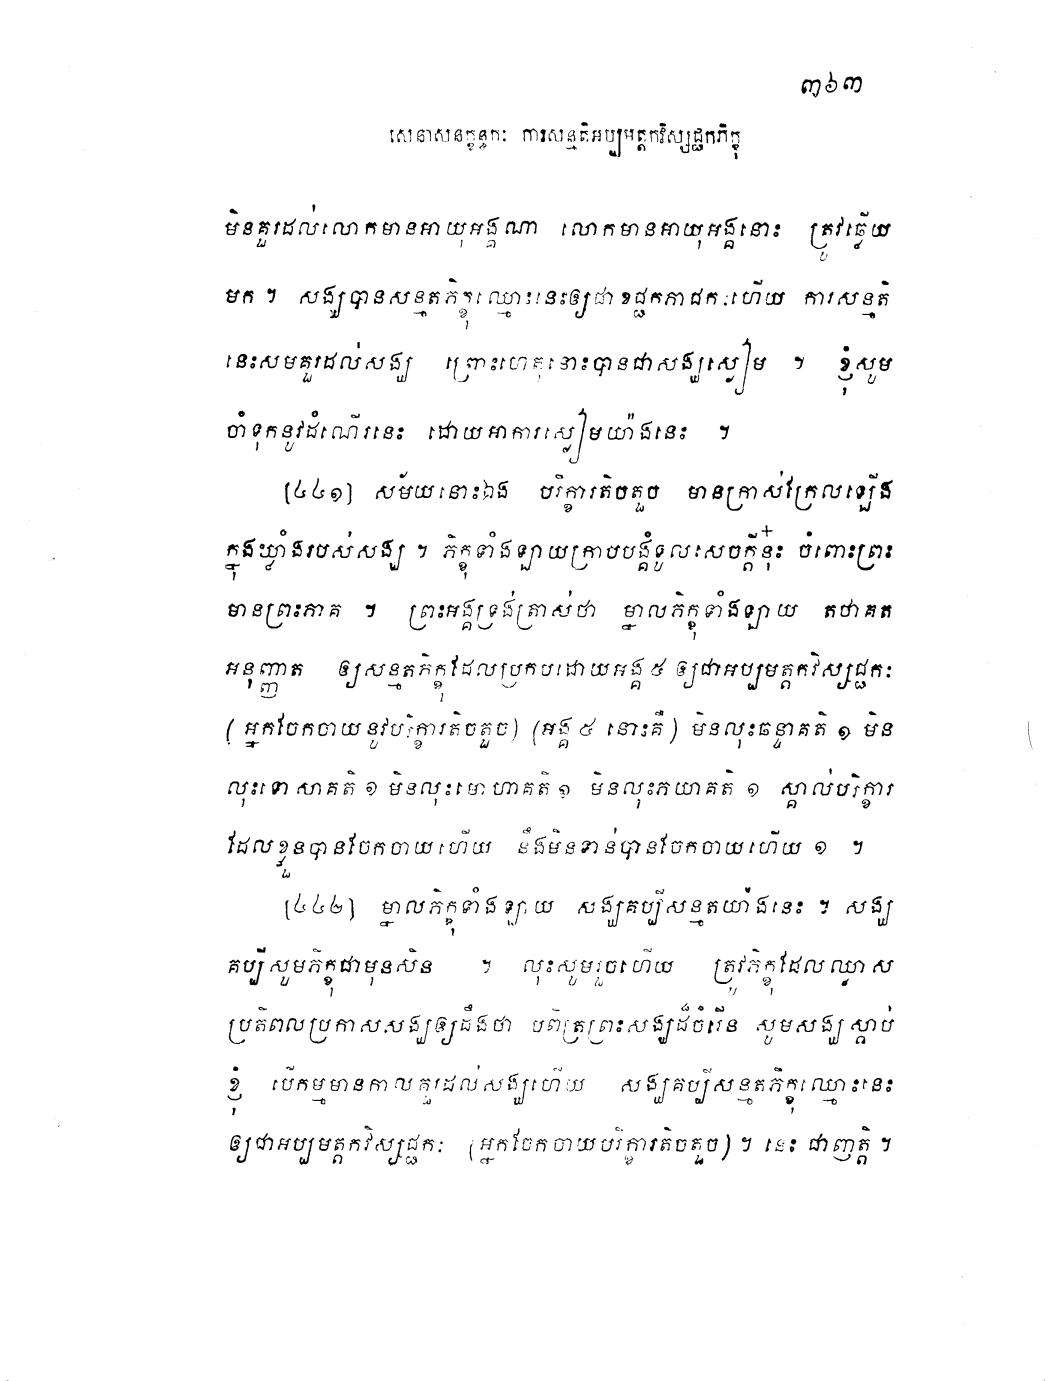 ៣៦៣
សេនាសនក្ខន្ធកៈ ការសន្មតិអប្បមត្តកវិស្សជ្ជកភិក្ខុ
មិនគួរដល់លោកមានអាយុអង្គណា លោកមានអាយុអង្គនោះ ត្រូវធ្វើយ
មក ។ សង្ឃបានសន្មតភិក្ខុឈ្មោះនេះឲ្យជាខជ្ជកភាជកៈហើយ ការសន្មតិ
នេះសមគួរដល់សង្ឃ ព្រោះហេតុនោះបានជាសង្ឃស្ងៀម ។ ខ្ញុំសូម
ចាំទុកនូវដំណើរនេះ ដោយអាការស្ងៀមយ៉ាងនេះ ។
[៤៤១] សម័យនោះឯង បរិក្ខារតិចតួច មានក្រាស់ក្រែលឡើង
ក្នុងឃ្លាំងរបស់សង្ឃ ។ ភិក្ខុទាំងឡាយក្រាបបង្គំទូលសេចក្តីនុ៎ះ ចំពោះព្រះ
មានព្រះភាគ ។ ព្រះអង្គទ្រង់ត្រាស់ថា ម្នាលភិក្ខុទាំងឡាយ តថាគត
អនុញ្ញាត ឲ្យសន្មតភិក្ខុដែលប្រកបដោយអង្គ ៥ ឲ្យជាអប្បមត្តកវិស្សជ្ជកៈ
(អ្នកចែកចាយនូវបរិក្ខារតិចតួច) (អង្គ ៥ នោះគឺ) មិនលុះឆន្ទាគតិ ១ មិន
លុះទោសាគតិ ១ មិនលុះមោហាគតិ ១ មិនលុះភយាគតិ ១ ស្គាល់បរិក្ខារ
ដែលខ្លួនបានចែកចាយហើយ នឹងមិនទាន់បានចែកចាយហើយ ១ ។
[៤៤២] ម្នាលភិក្ខុទាំងឡាយ សង្ឃគប្បីសន្មតយ៉ាងនេះ ។ សង្ឃ
គប្បីសូមភិក្ខុជាមុនសិន ។ លុះសូមរួចហើយ ត្រូវភិក្ខុដែលឈ្លាស
ប្រតិពលប្រកាសសង្ឃឲ្យដឹងថា បពិត្រព្រះសង្ឃដ៏ចំរើន សូមសង្ឃស្តាប់
ខ្ញុំ បើកម្មមានកាលគួរដល់សង្ឃហើយ សង្ឃគប្បីសន្មតភិក្ខុឈ្មោះនេះ
ឲ្យជាអប្បមត្តកវិស្សជ្ជកៈ (អ្នកចែកចាយបរិក្ខារតិចតួច) ។ នេះ ជាញត្តិ ។